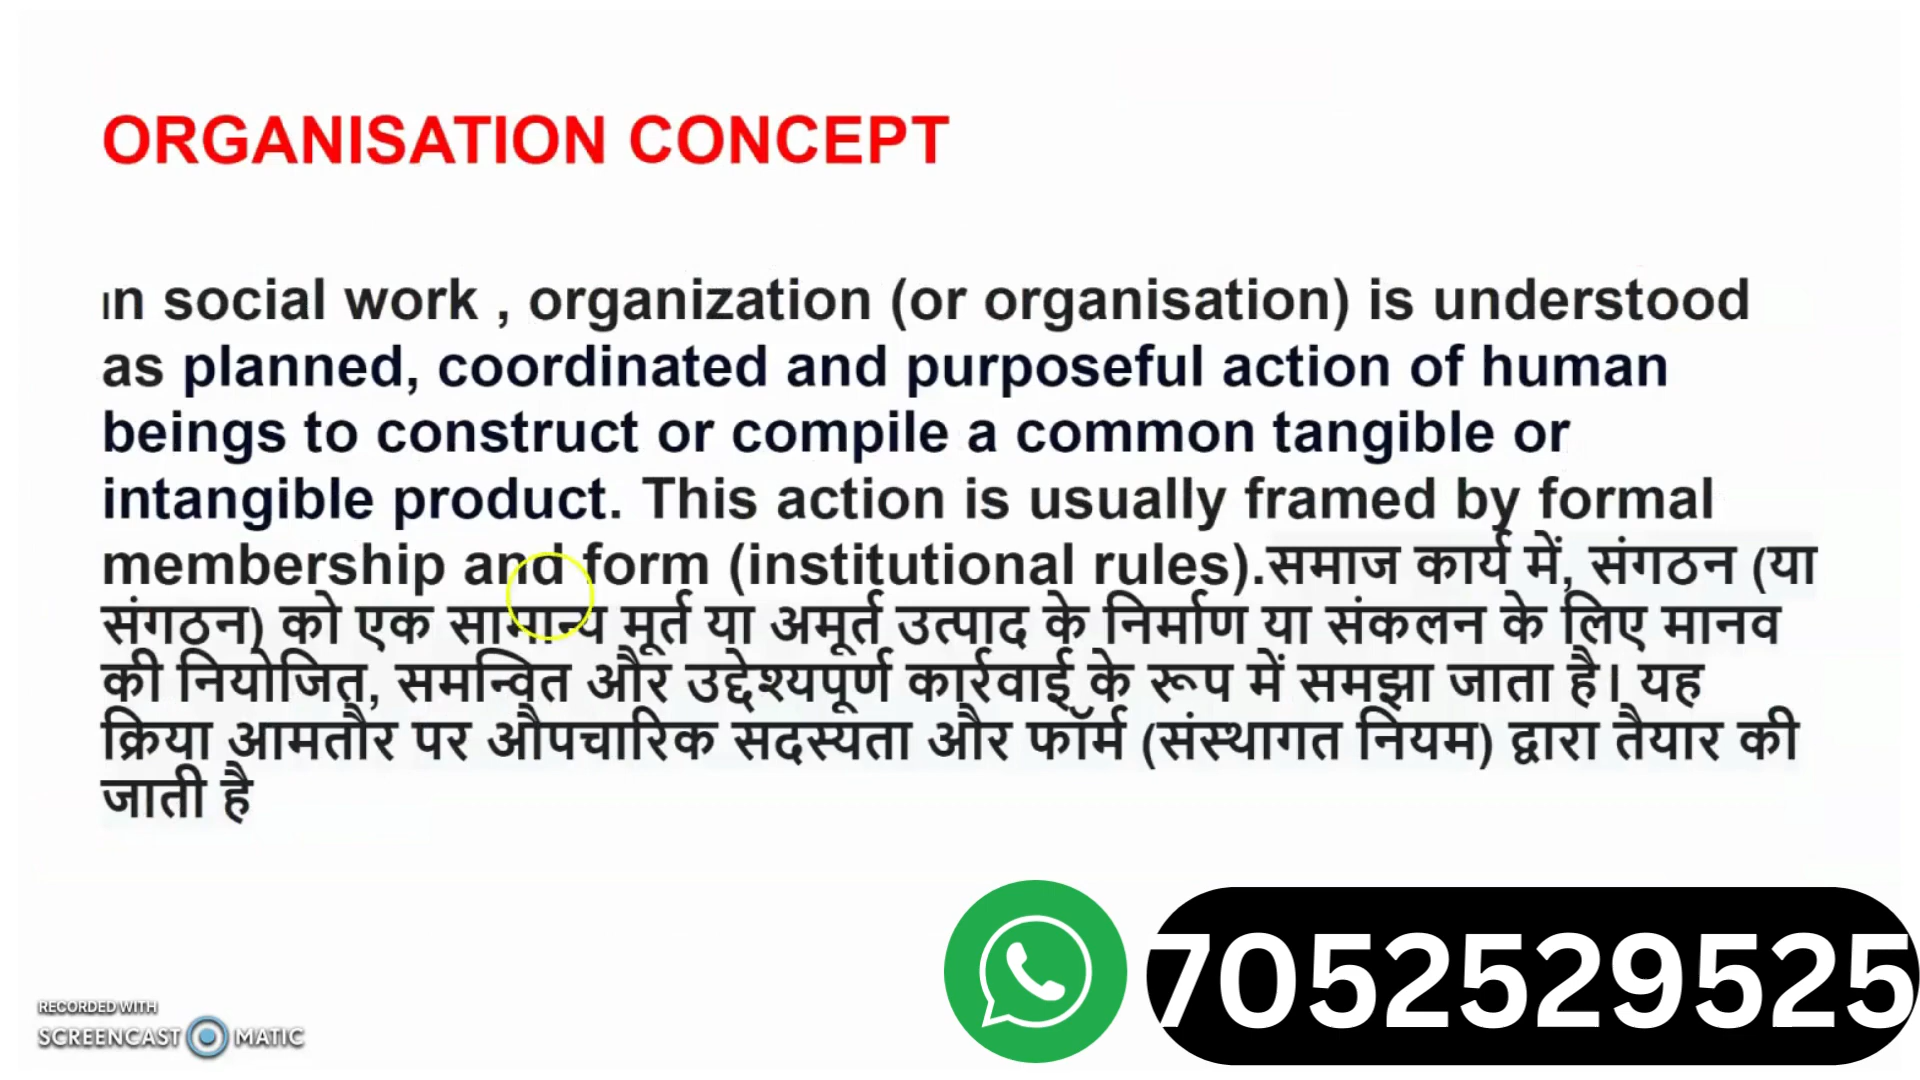 ORGANISATION CONCEPT
In social work , organization (or organisation) is understood
as planned, coordinated and purposeful action of human
beings to construct or compile a common tangible or
intangible product. This action is usually framed by formal
membership and form (institutional rules).समाज कार्य में, संगठन (या
संगठन) को एक सामान्य मूर्त या अमूर्त उत्पाद के निर्माण या संकलन के लिए मानव
की नियोजित, समन्वित और उद्देश्यपूर्ण कार्रवाई के रूप में समझा जाता है। यह
क्रिया आमतौर पर औपचारिक सदस्यता और फॉर्म (संस्थागत नियम) द्वारा तैयार की
जाती है
7052529525
RECORDED WITH
SCREENCAST MATIC